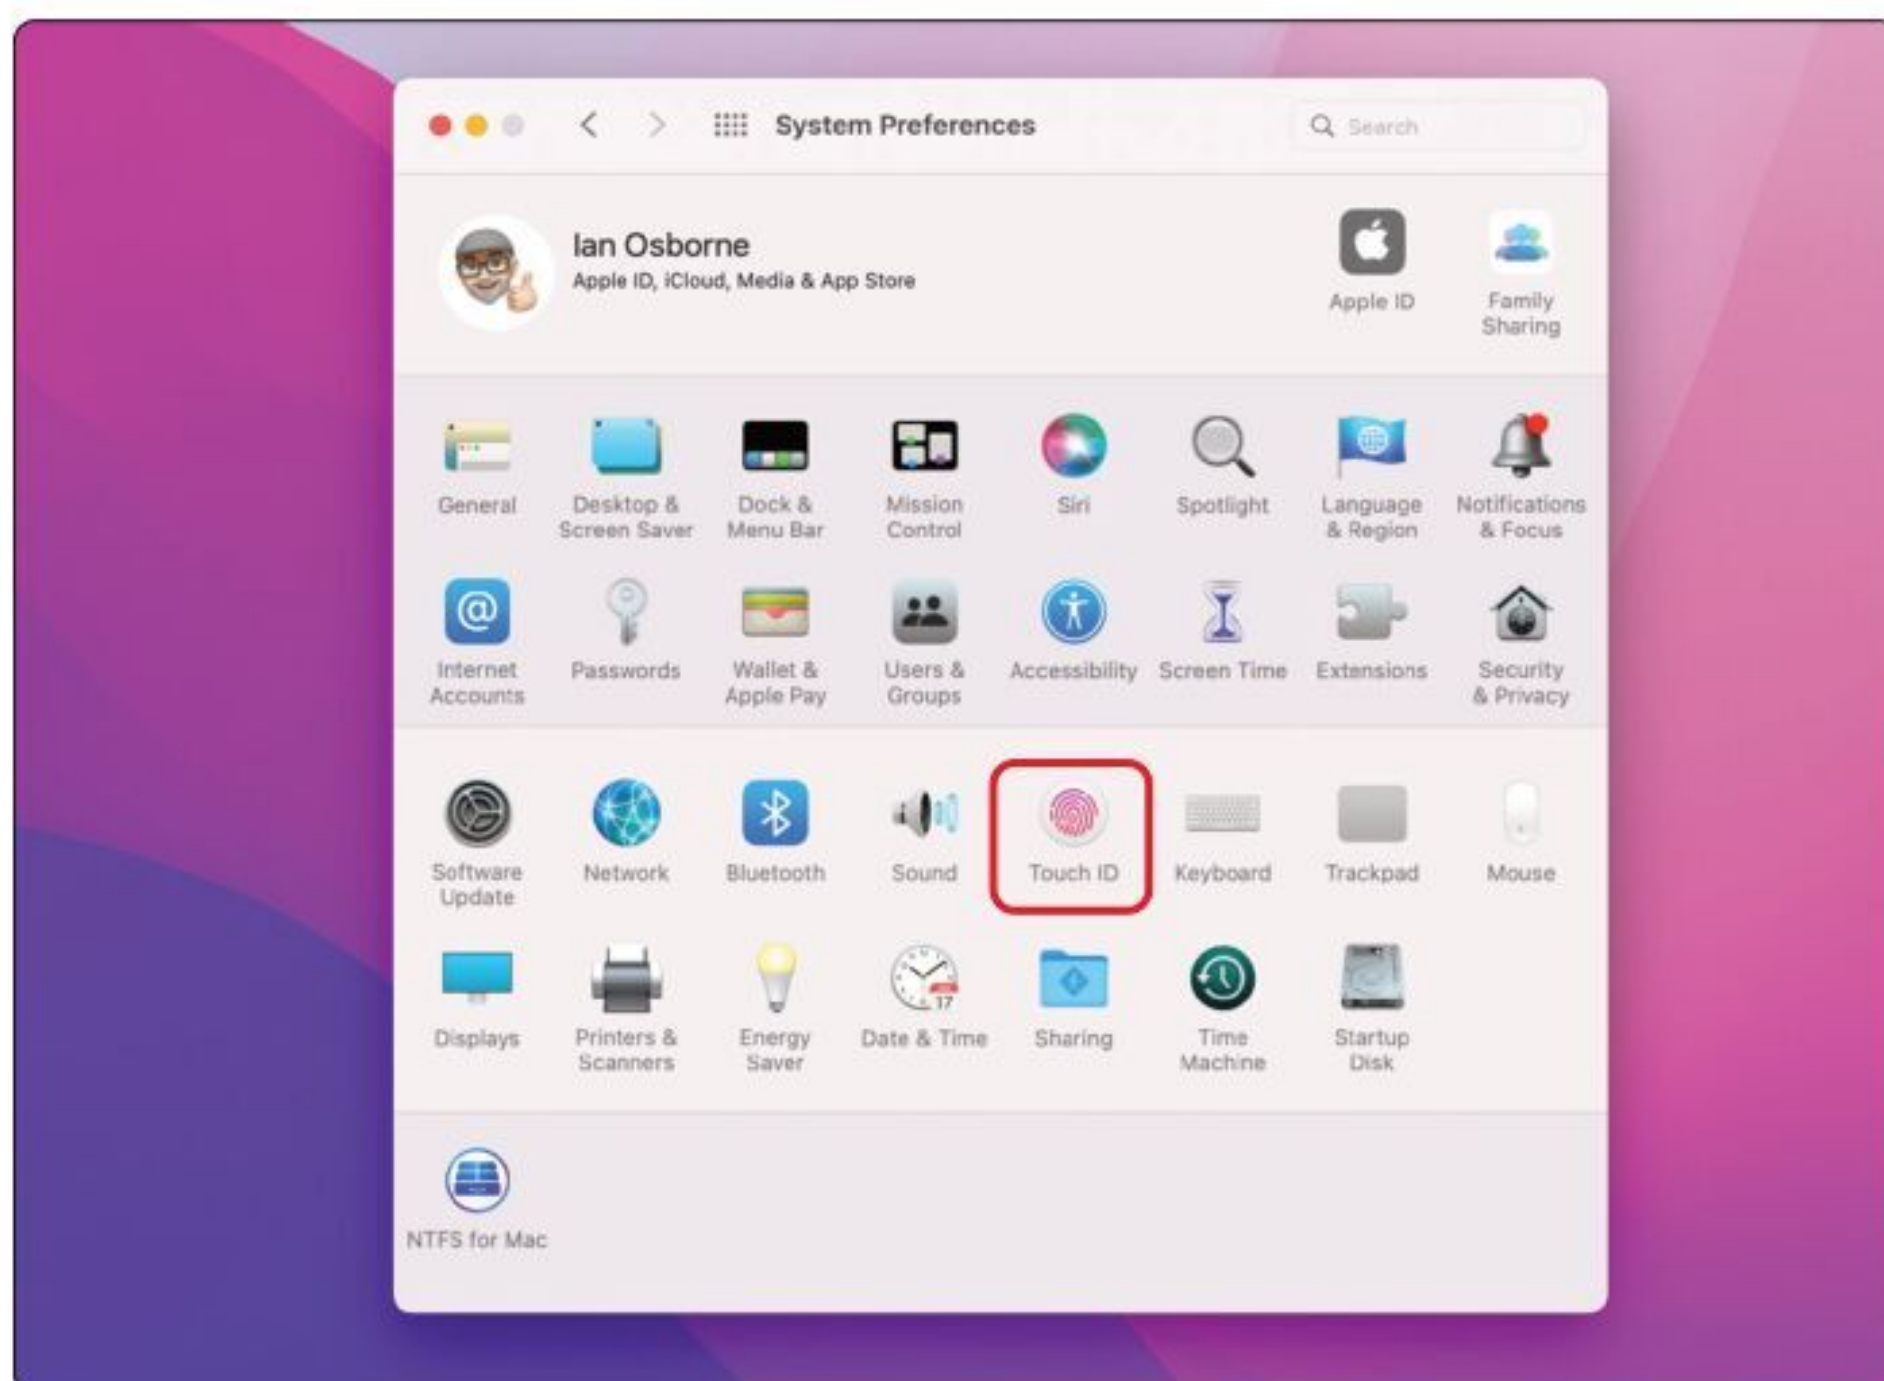 System Preferences
Search
Ian Osborne
Apple ID, iCloud, Media & App Store
Apple ID
Family
Sharing
General
Desktop &
Screen Saver
Dock &
Menu Bar
Mission
Control
Siri
Spotlight
Language
& Region
Notifications
& Focus
Internet
Accounts
Passwords
Wallet &
Apple Pay
Users &
Groups
Accessibility
Screen Time
Extensions
Security
& Privacy
Software
Update
Network
Bluetooth
Sound
Touch ID
Keyboard
Trackpad
Mouse
Displays
Printers &
Scanners
Energy
Saver
17
Date & Time
Sharing
Time
Machine
Startup
Disk
NTFS for Mac